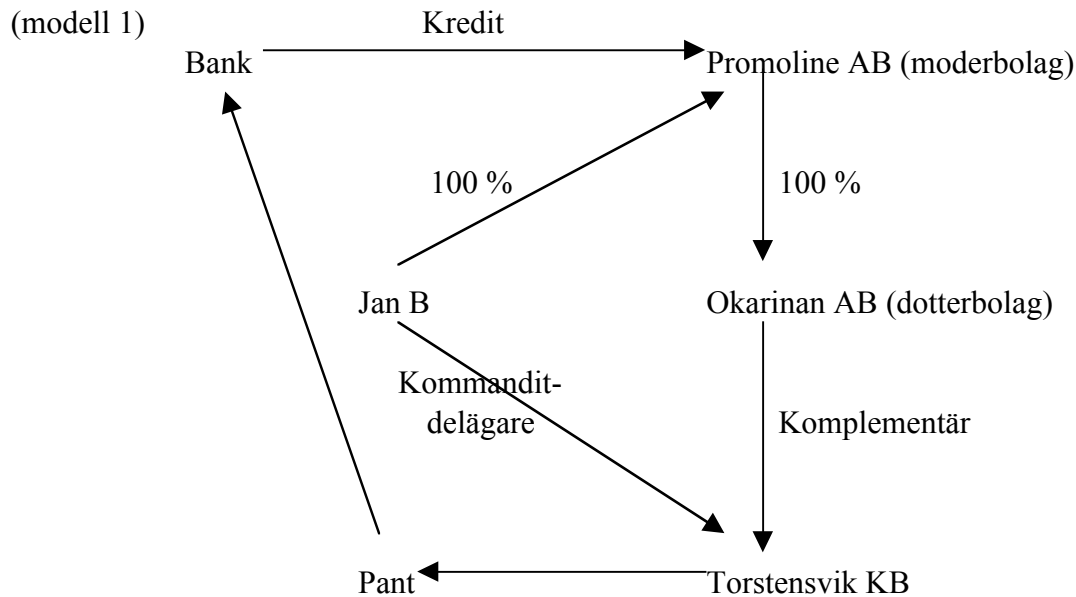 (modell 1)
Kredit
Bank
Promoline AB (moderbolag)
100 %
100 %
Jan B
Okarinan AB (dotterbolag)
Kommandit-
delägare
Komplementär
Pant
Torstensvik KB